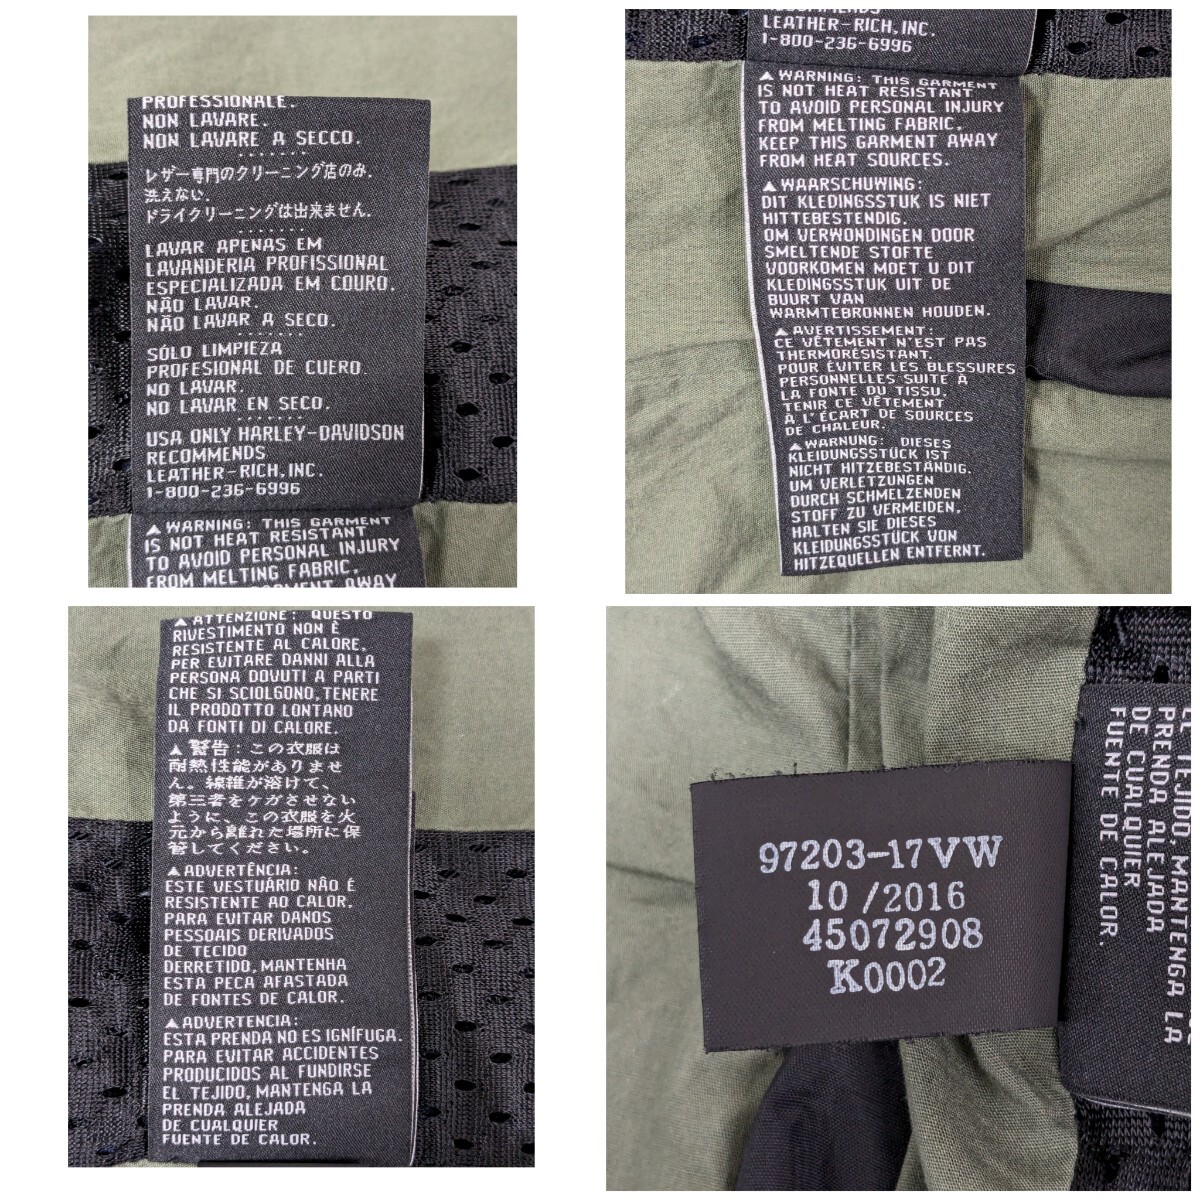 PROFESSIONALE.
NON LAVARE.
NON LAVARE A SECCO.
レザー専門のクリーニング店のみ.
洗えない.
ドライクリーニングは出来ません.
LAVAR APENAS EM
LAVANDERIA PROFISSIONAL
ESPECIALIZADA EM COURO.
NÃO LAVAR.
NÃO LAVAR A SECO.
SÓLO LIMPIEZA
PROFESIONAL DE CUERO.
NO LAVAR.
NO LAVAR EN SECO.
USA ONLY HARLEY-DAVIDSON
RECOMMENDS
LEATHER-RICH, INC.
1-800-236-6996
▲ WARNING: THIS GARMENT
IS NOT HEAT RESISTANT
TO AVOID PERSONAL INJURY
FROM MELTING FABRIC,
GARMENT AWAY
RECOMMENDS
LEATHER-RICH, INC.
1-800-236-6996
▲ WARNING: THIS GARMENT
IS NOT HEAT RESISTANT
TO AVOID PERSONAL INJURY
FROM MELTING FABRIC,
KEEP THIS GARMENT AWAY
FROM HEAT SOURCES.
▲ WAARSCHUWING:
DIT KLEDINGSSTUK IS NIET
HITTEBESTENDIG.
OM VERWONDINGEN DOOR
SMELTENDE STOFTE
VOORKOMEN MOET U DIT
KLEDINGSSTUK UIT DE
BUURT VAN
WARMTEBRONNEN HOUDEN.
▲ AVERTISSEMENT:
CE VÊTEMENT N'EST PAS
THERMORÉSISTANT.
POUR ÉVITER LES BLESSURES
PERSONNELLES SUITE À
LA FONTE DU TISSU,
TENIR CE VÊTEMENT
À L'ÉCART DE SOURCES
DE CHALEUR.
▲ WARNUNG: DIESES
KLEIDUNGSSTÜCK IST
NICHT HITZEBESTÄNDIG.
UM VERLETZUNGEN
DURCH SCHMELZENDEN
STOFF ZU VERMEIDEN,
HALTEN SIE DIESES
KLEIDUNGSSTÜCK VON
HITZEQUELLEN ENTFERNT.
▲ ATTENZIONE: QUESTO
RIVESTIMENTO NON È
RESISTENTE AL CALORE.
PER EVITARE DANNI ALLA
PERSONA DOVUTI A PARTI
CHE SI SCIOLGONO, TENERE
IL PRODOTTO LONTANO
DA FONTI DI CALORE.
▲ 警告：この衣服は
耐熱性能がありませ
ん。線維が溶けて、
第三者をケガさせない
ように、この衣服を火
元から離れた場所に保
管してください。
▲ ADVERTÊNCIA:
ESTE VESTUÁRIO NÃO É
RESISTENTE AO CALOR.
PARA EVITAR DANOS
PESSOAIS DERIVADOS
DE TECIDO
DERRETIDO, MANTENHA
ESTA PECA AFASTADA
DE FONTES DE CALOR.
▲ ADVERTENCIA:
ESTA PRENDA NO ES IGNÍFUGA.
PARA EVITAR ACCIDENTES
PRODUCIDOS AL FUNDIRSE
EL TEJIDO, MANTENGA LA
PRENDA ALEJADA
DE CUALQUIER
FUENTE DE CALOR.
97203-17VW
10 /2016
45072908
K0002
EL TEJIDO, MANTENGA LA
PRENDA ALEJADA
DE CUALQUIER
FUENTE DE CALOR.